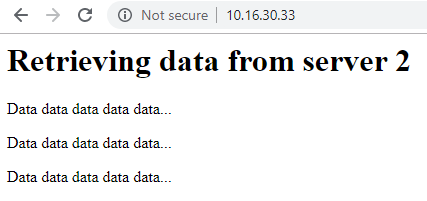 Not secure | 10.16.30.33
Retrieving data from server 2
Data data data data data...
Data data data data data...
Data data data data data...